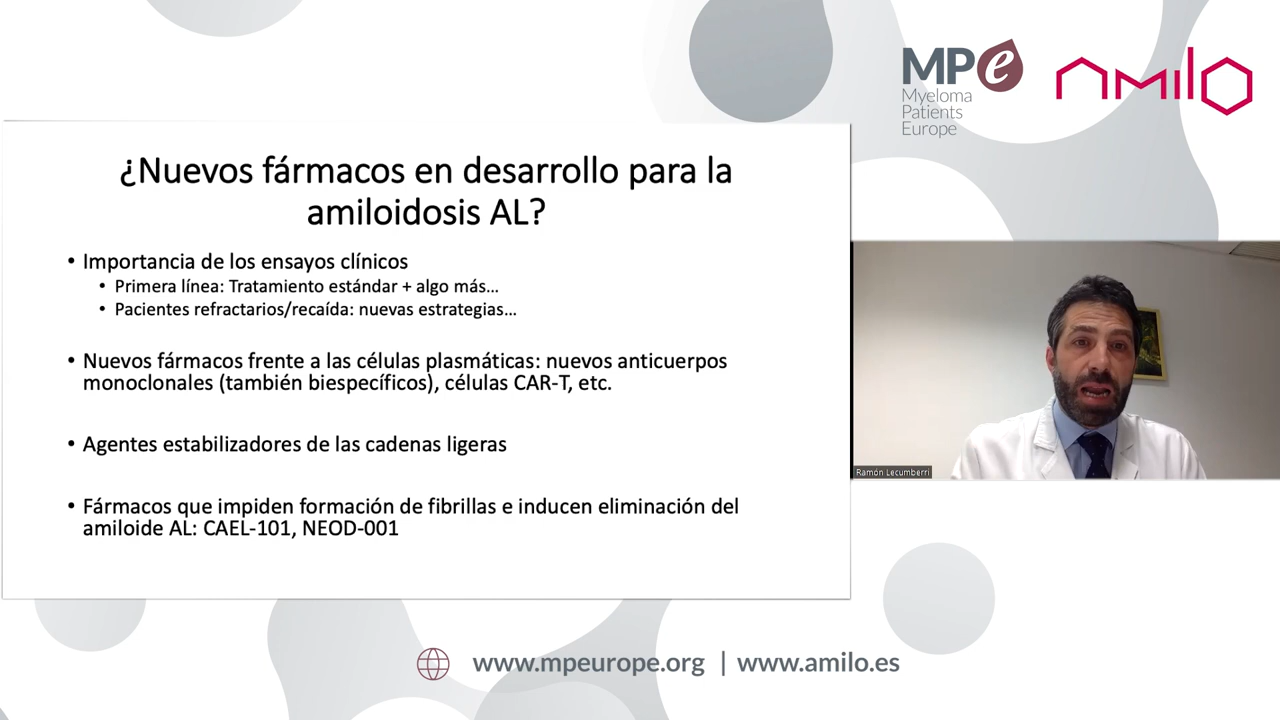 MPe
Myeloma
Patients
Europe
amilo
¿Nuevos fármacos en desarrollo para la
amiloidosis AL?
• Importancia de los ensayos clínicos
• Primera línea: Tratamiento estándar + algo más...
• Pacientes refractarios/recaída: nuevas estrategias...
• Nuevos fármacos frente a las células plasmáticas: nuevos anticuerpos
monoclonales (también biespecíficos), células CAR-T, etc.
• Agentes estabilizadores de las cadenas ligeras
• Fármacos que impiden formación de fibrillas e inducen eliminación del
amiloide AL: CAEL-101, NEOD-001
Ramón Lecumberri
www.mpeurope.org | www.amilo.es